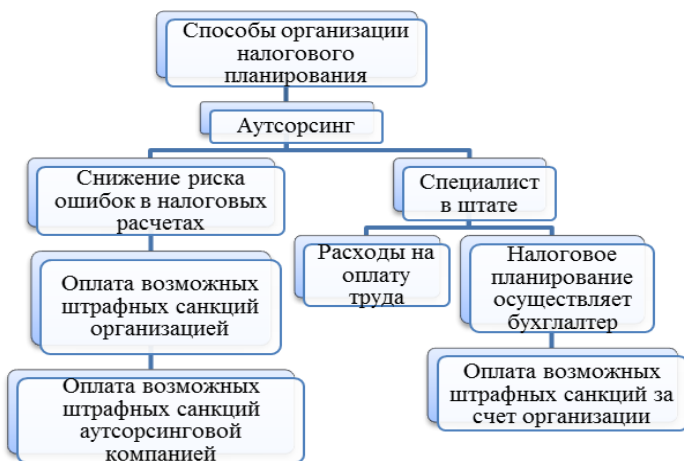 Способы организации
налогового
планирования
Аутсорсинг
Снижение риска
ошибок в налоговых
расчетах
Специалист
в штате
Расходы на
оплату
труда
Налоговое
планирование
осуществляет
бухглалтер
Оплата возможных
штрафных санкций
организацией
Оплата возможных
штрафных санкций за
счет организации
Оплата возможных
штрафных санкций
аутсорсинговой
компанией